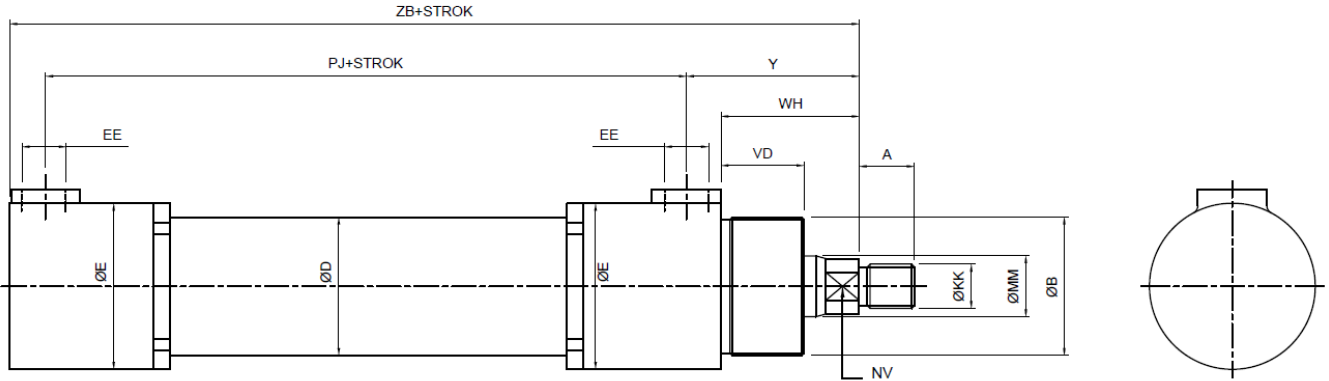 ZB+STROK
PJ+STROK
Y
WH
EE
EE
VD
A
ØE
ØD
ØE
ØKK
ØMM
ØB
NV